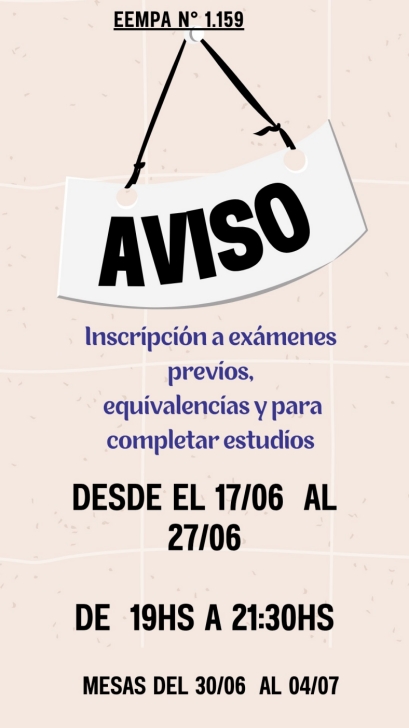 EEMPA N° 1.159
AVISO
Inscripción a exámenes
previos,
equivalencias y para
completar estudios
DESDE EL 17/06 AL
27/06
DE 19HS A 21:30HS
MESAS DEL 30/06 AL 04/07